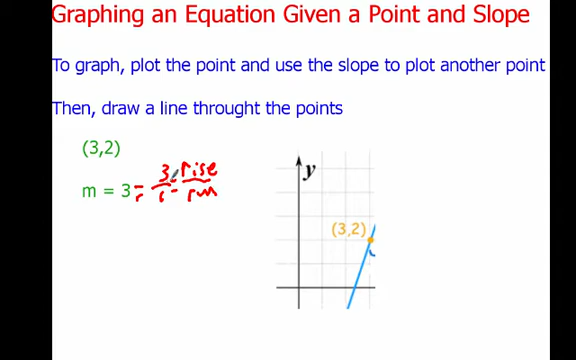 Graphing an Equation Given a Point and Slope
To graph, plot the point and use the slope to plot another point
Then, draw a line throught the points
(3,2)
m = 3 = 3/1 = rise/run
y
(3,2)